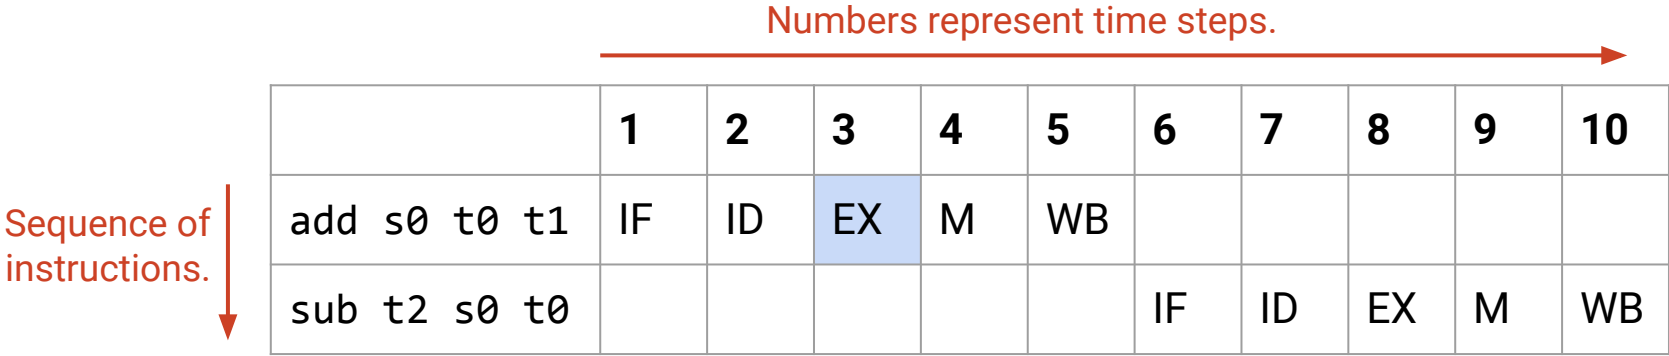 Numbers represent time steps.
1 2 3 4 5 6 7 8 9 10
Sequence of
instructions.
add s0 t0 t1 IF ID EX M WB
sub t2 s0 t0 IF ID EX M WB